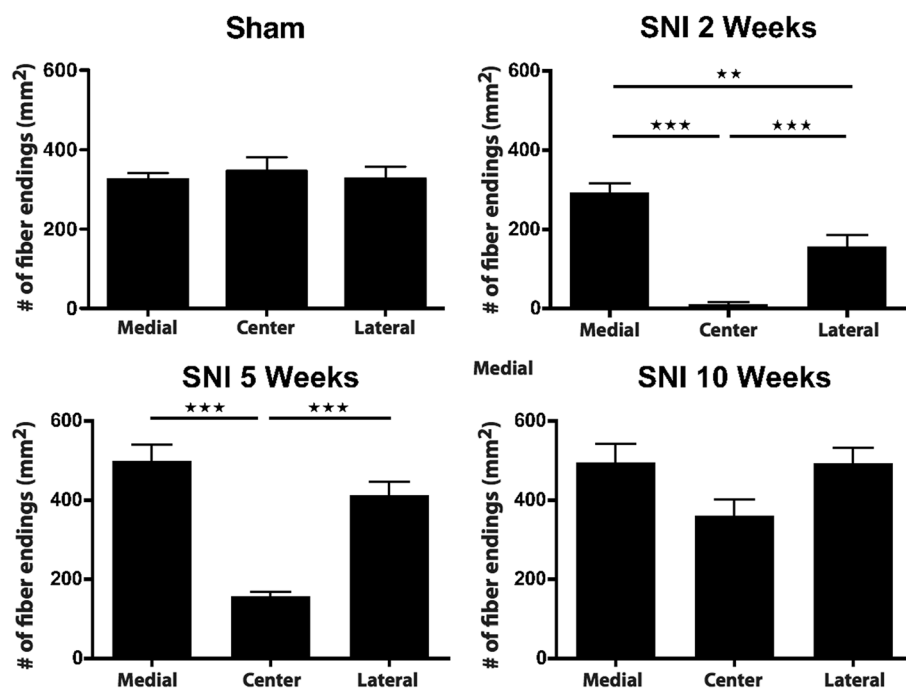 Sham
# of fiber endings (mm²)
600
400
200
0
Medial Center Lateral
SNI 2 Weeks
# of fiber endings (mm²)
600
400
200
0
★★
★★★ ★★★
Medial Center Lateral
SNI 5 Weeks
# of fiber endings (mm²)
600
400
200
0
★★★ ★★★
Medial Center Lateral
Medial
SNI 10 Weeks
# of fiber endings (mm²)
600
400
200
0
Medial Center Lateral